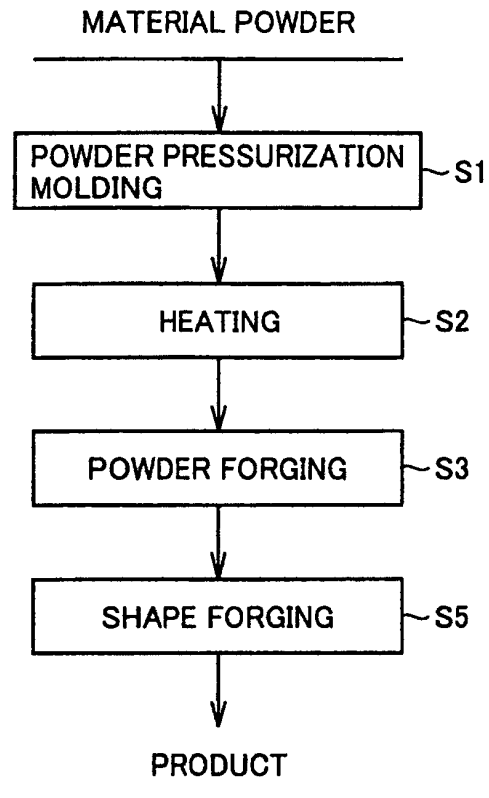 MATERIAL POWDER
POWDER PRESSURIZATION
MOLDING
S1
HEATING
S2
POWDER FORGING
S3
SHAPE FORGING
S5
PRODUCT